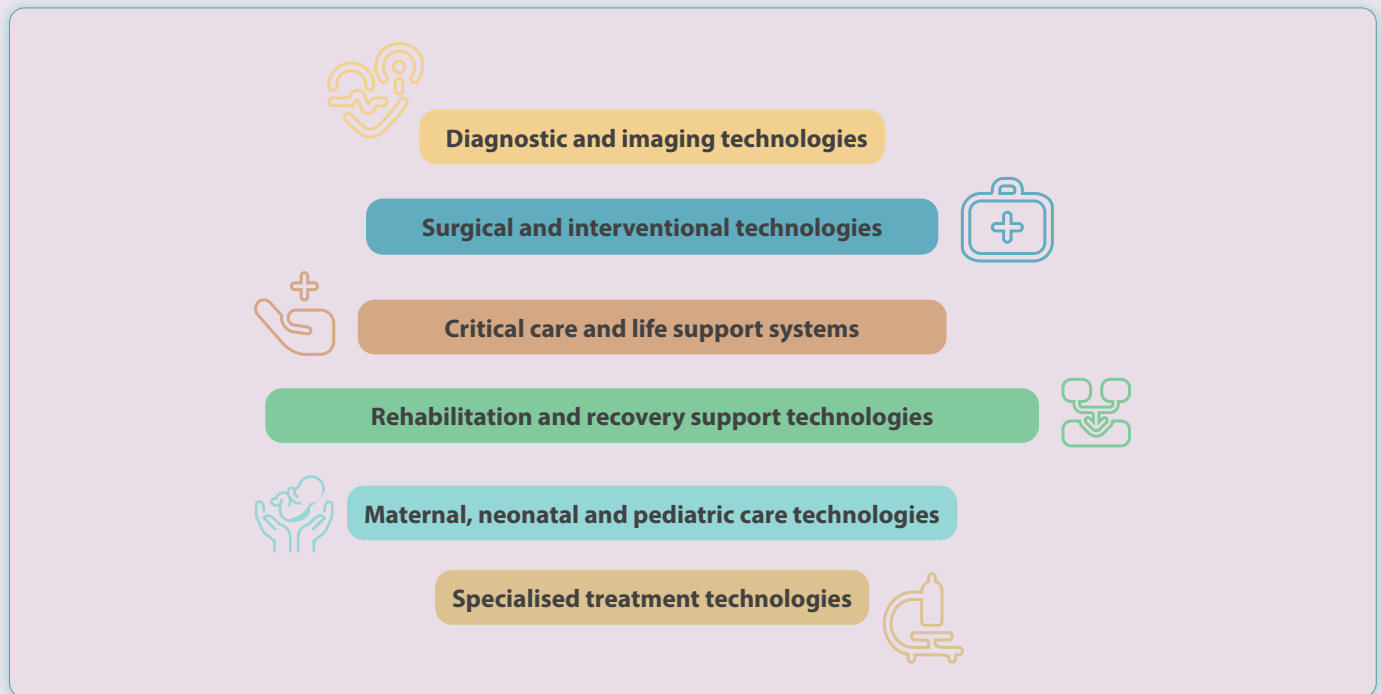 Diagnostic and imaging technologies
Surgical and interventional technologies
Critical care and life support systems
Rehabilitation and recovery support technologies
Maternal, neonatal and pediatric care technologies
Specialised treatment technologies